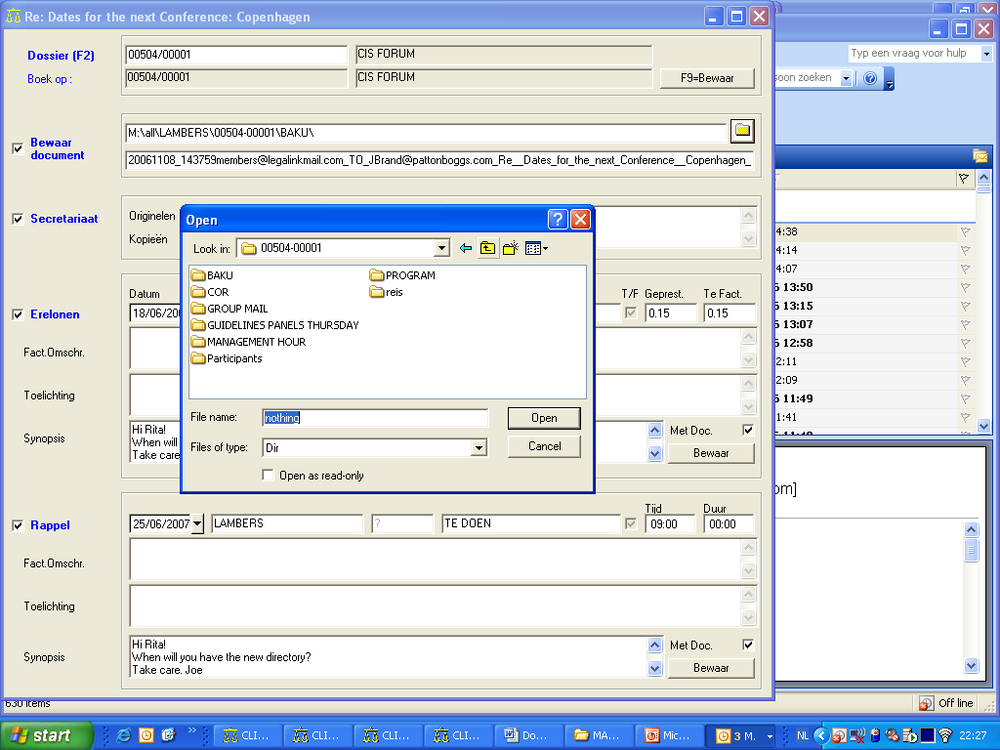 Re: Dates for the next Conference: Copenhagen
Typ een vraag voor hulp
Dossier (F2)
00504/00001
CIS FORUM
Boek op :
00504/00001
CIS FORUM
F9=Bewaar
soon zoeken
Bewaar document
M:\all\LAMBERS\00504-00001\BAKU\
20061108_143759members@legalinkmail.com_TO_JBrand@pattonboggs.com_Re__Dates_for_the_next_Conference__Copenhagen_
Secretariaat
Originelen
Kopieën
Open
Look in:
00504-00001
BAKU
COR
GROUP MAIL
GUIDELINES PANELS THURSDAY
MANAGEMENT HOUR
Participants
PROGRAM
reis
File name:
nothing
Open
Files of type:
Dir
Cancel
Open as read-only
4:38
4:14
4:07
5 13:50
5 13:15
5 13:07
5 12:58
2:11
2:09
5 11:49
1:41
Erelonen
Datum
T/F
Geprest.
Te Fact.
18/06/200
0.15
0.15
Fact.Omschr.
Toelichting
Synopsis
Hi Rita!
When will
Take care
Met Doc.
Bewaar
om]
Rappel
25/06/2007
LAMBERS
?
TE DOEN
Tijd
09:00
Duur
00:00
Fact.Omschr.
Toelichting
Synopsis
Hi Rita!
When will you have the new directory?
Take care. Joe
Met Doc.
Bewaar
630 items
Off line
start
CLI...
CLI...
CLI...
CLI...
Do...
MA...
Mic...
3 M.
NL
22:27